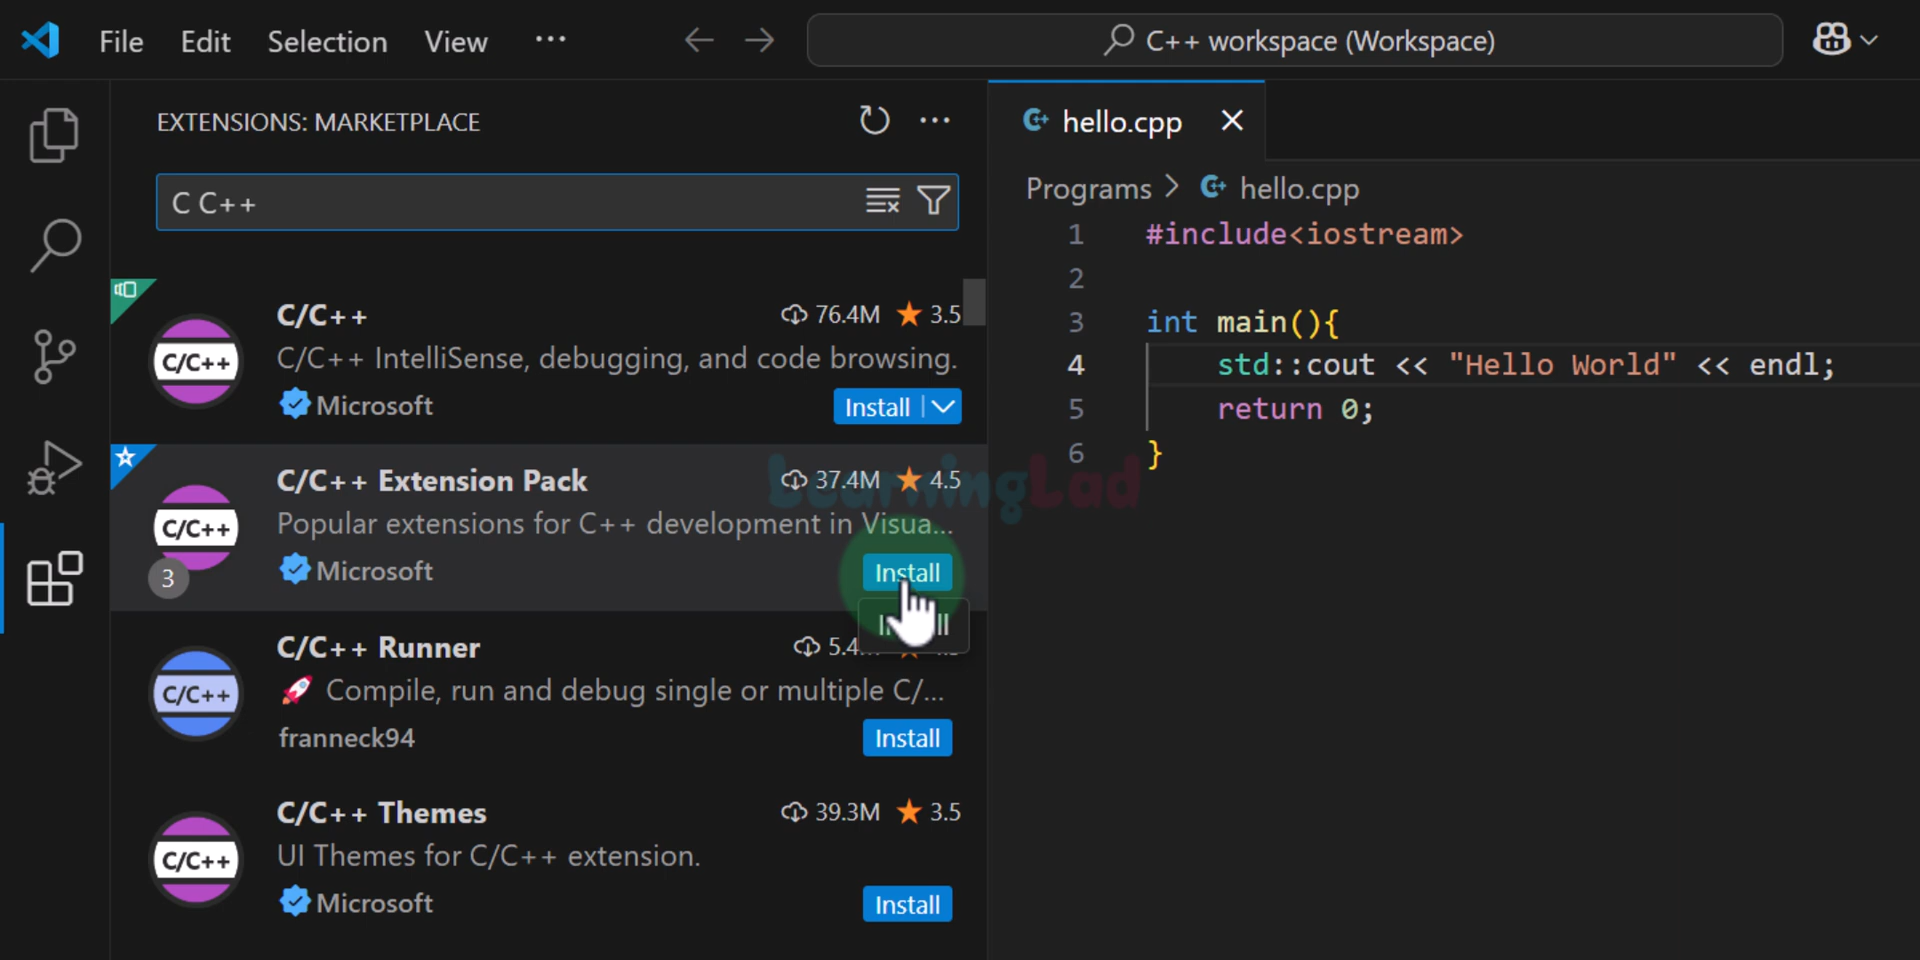 File Edit Selection View ···
C++ workspace (Workspace)
EXTENSIONS: MARKETPLACE
C C++
C/C++ 76.4M 3.5
C/C++ IntelliSense, debugging, and code browsing.
C/C++
Microsoft Install
C/C++ Extension Pack 37.4M 4.5
Popular extensions for C++ development in Visua...
C/C++
3
Microsoft Install
C/C++ Runner
Compile, run and debug single or multiple C/...
C/C++
franneck94 Install
C/C++ Themes 39.3M 3.5
UI Themes for C/C++ extension.
C/C++
Microsoft Install
hello.cpp
Programs > hello.cpp
1 #include<iostream>
2
3 int main(){
4 std::cout << "Hello World" << endl;
5 return 0;
6 }
LearningLad